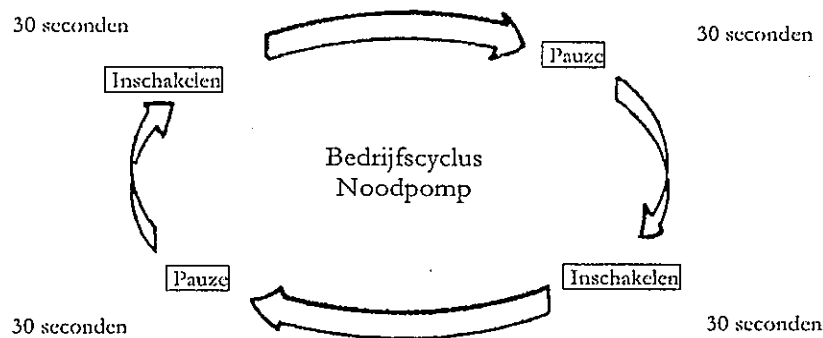 30 seconden
30 seconden
Inschakelen
Pauze
Bedrijfscyclus
Noodpomp
Pauze
Inschakelen
30 seconden
30 seconden